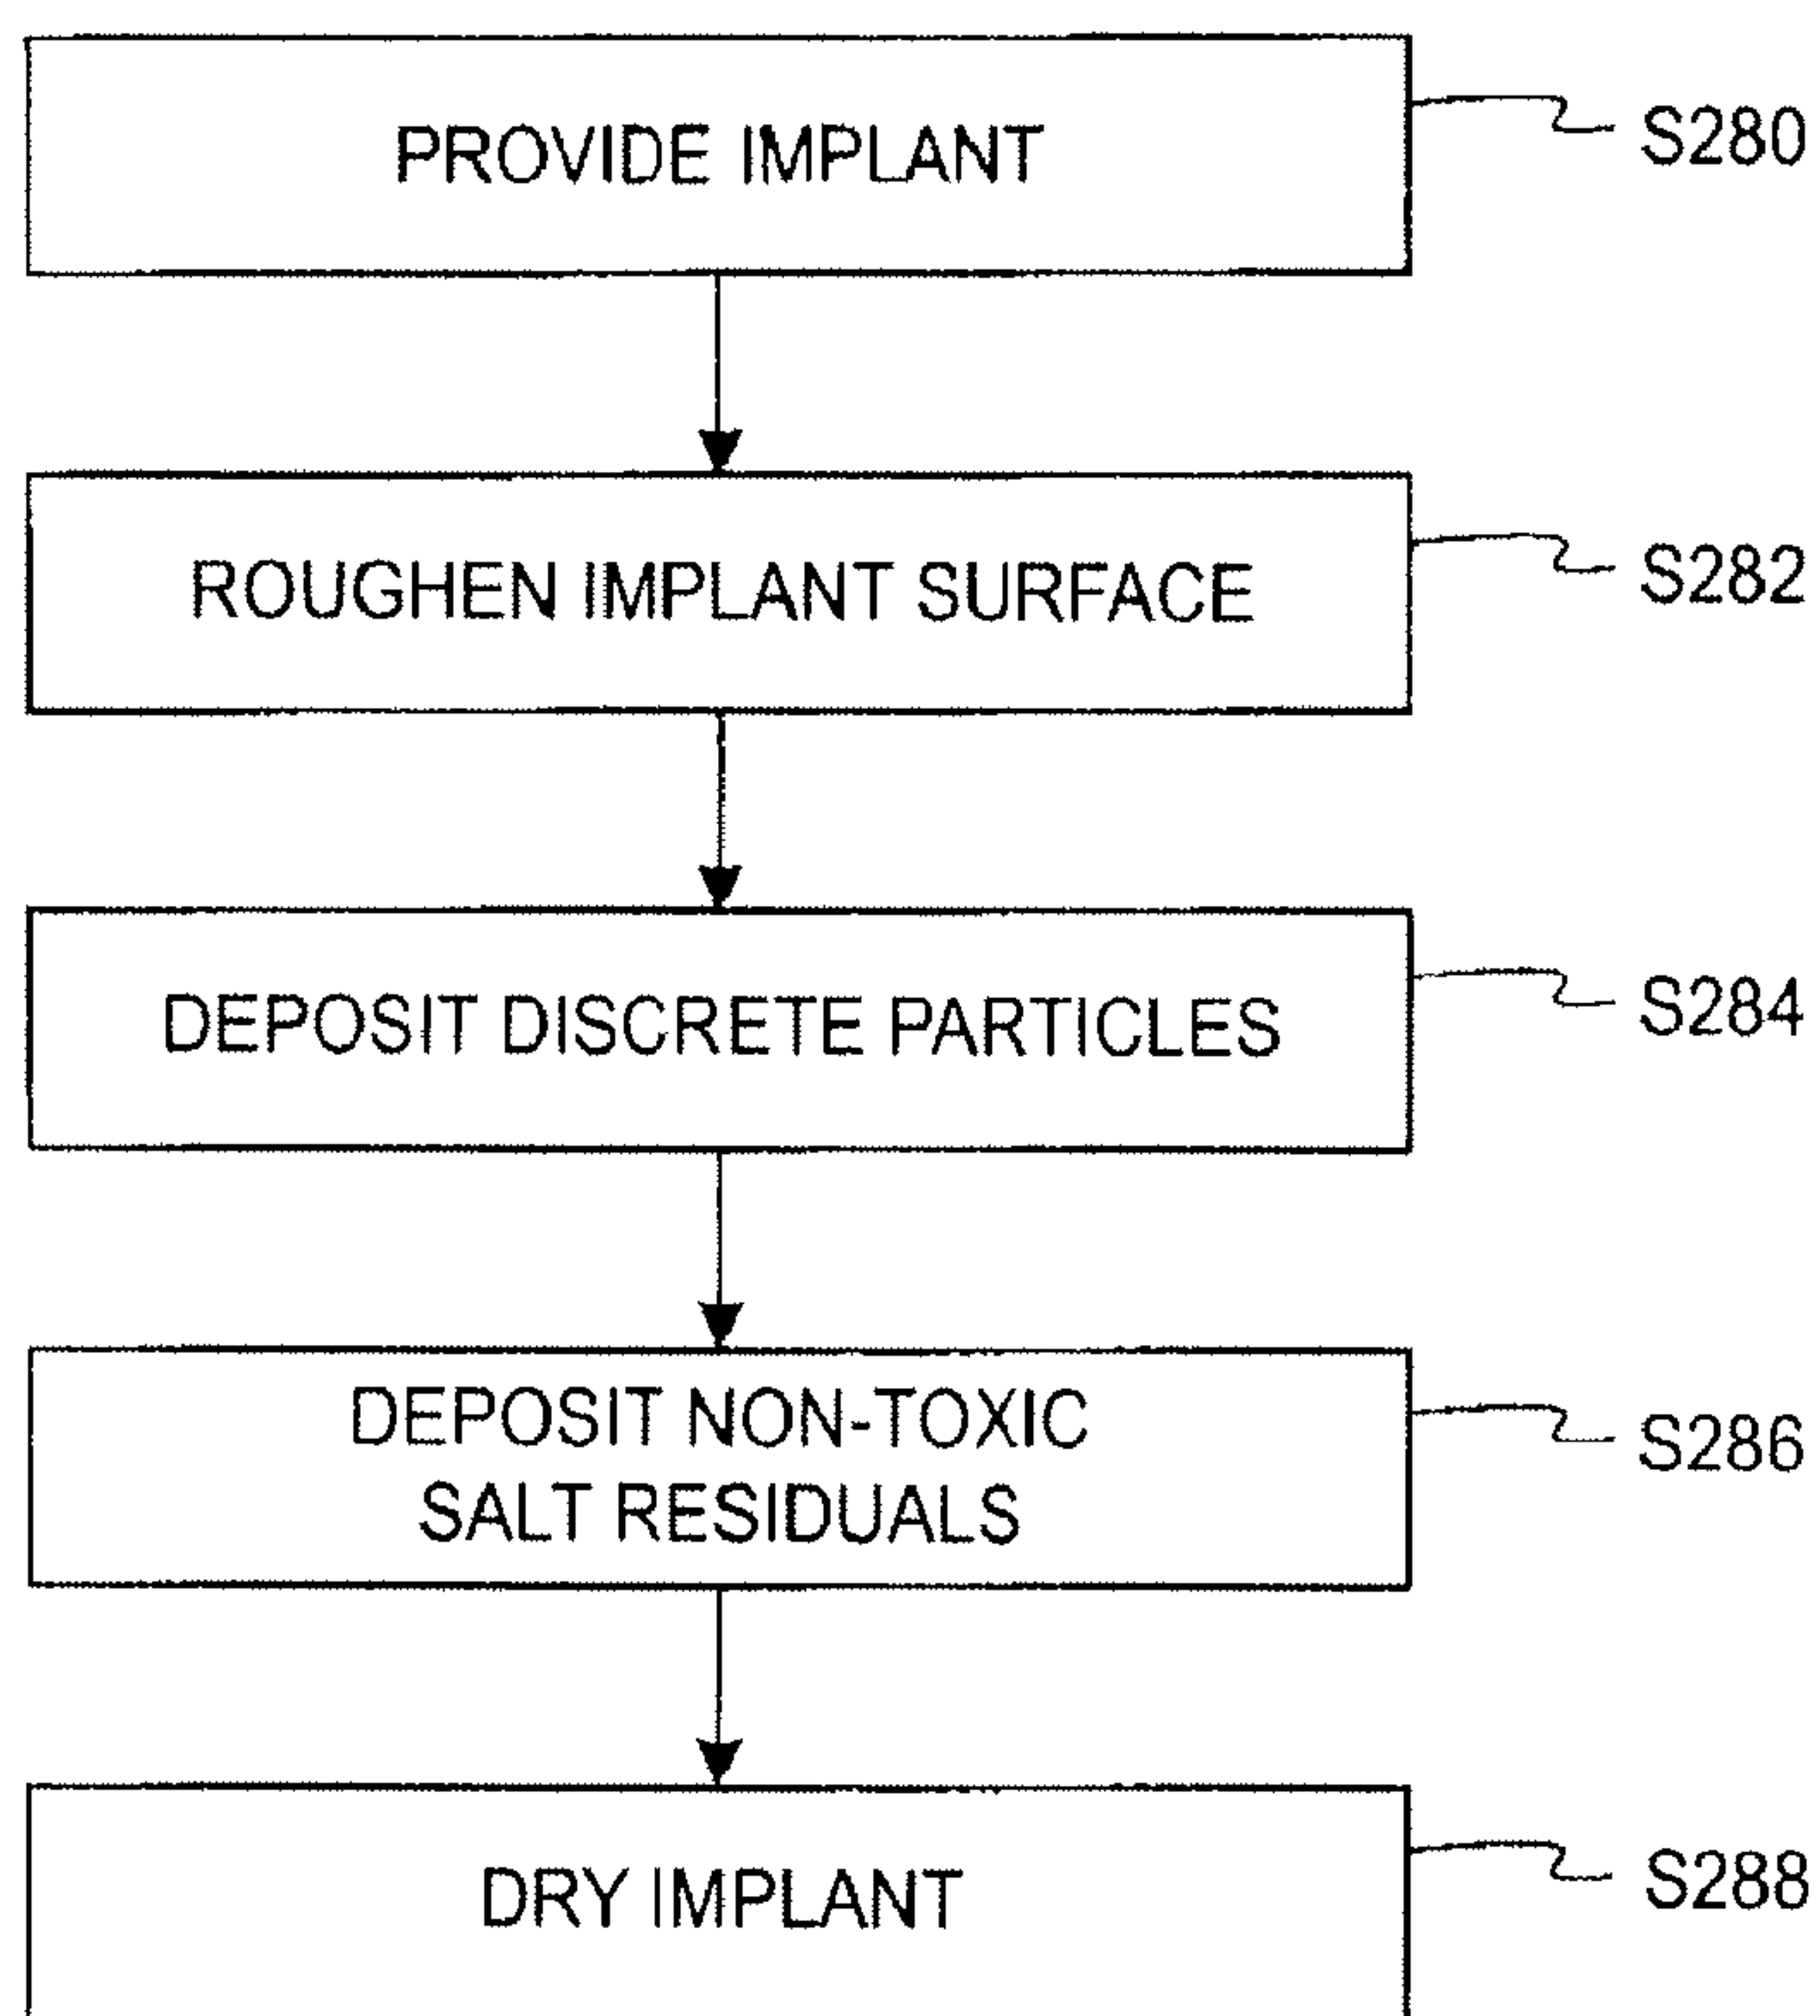 PROVIDE IMPLANT
S280
ROUGHEN IMPLANT SURFACE
S282
DEPOSIT DISCRETE PARTICLES
S284
DEPOSIT NON-TOXIC
SALT RESIDUALS
S286
DRY IMPLANT
S288